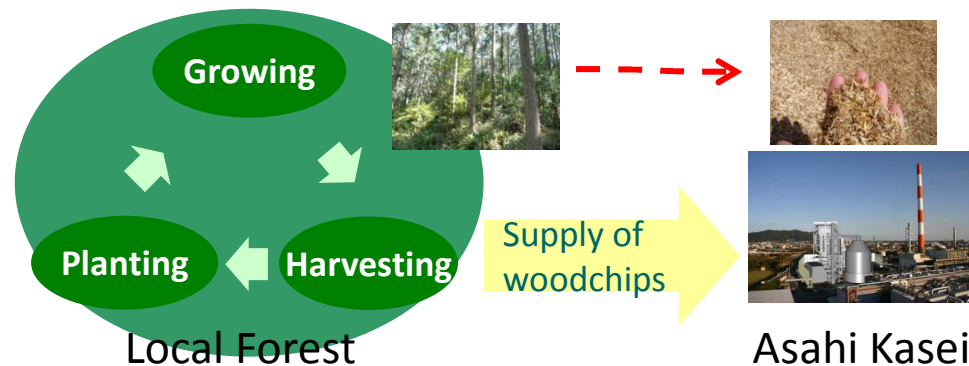 Growing
Planting
Harvesting
Supply of
woodchips
Local Forest
Asahi Kasei